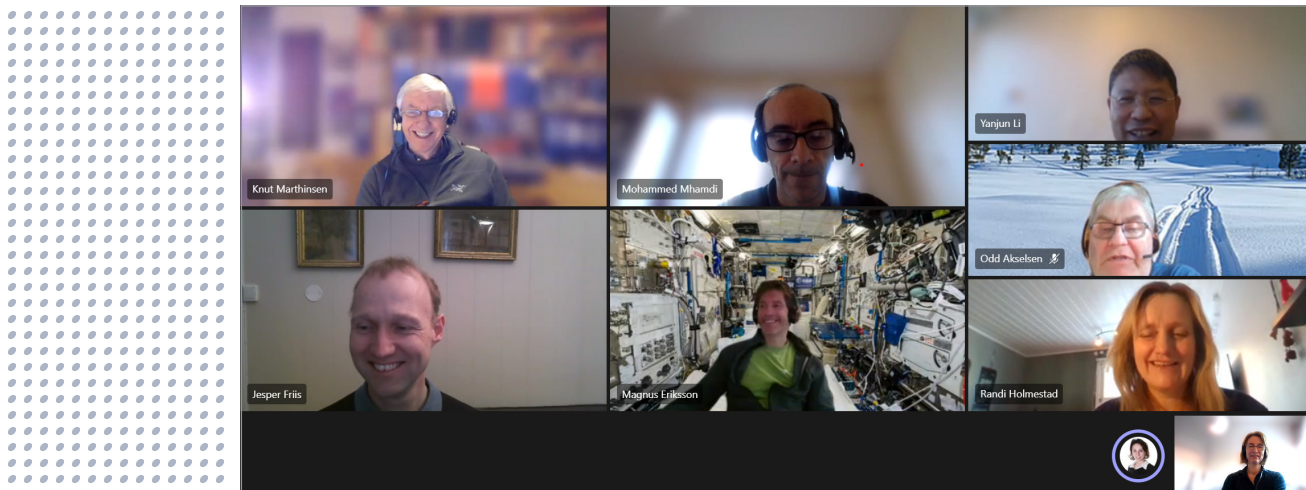 Knut Marthinsen
Mohammed Mhamdi
Yanjun Li
Odd Akselsen
Jesper Friis
Magnus Eriksson
Randi Holmestad